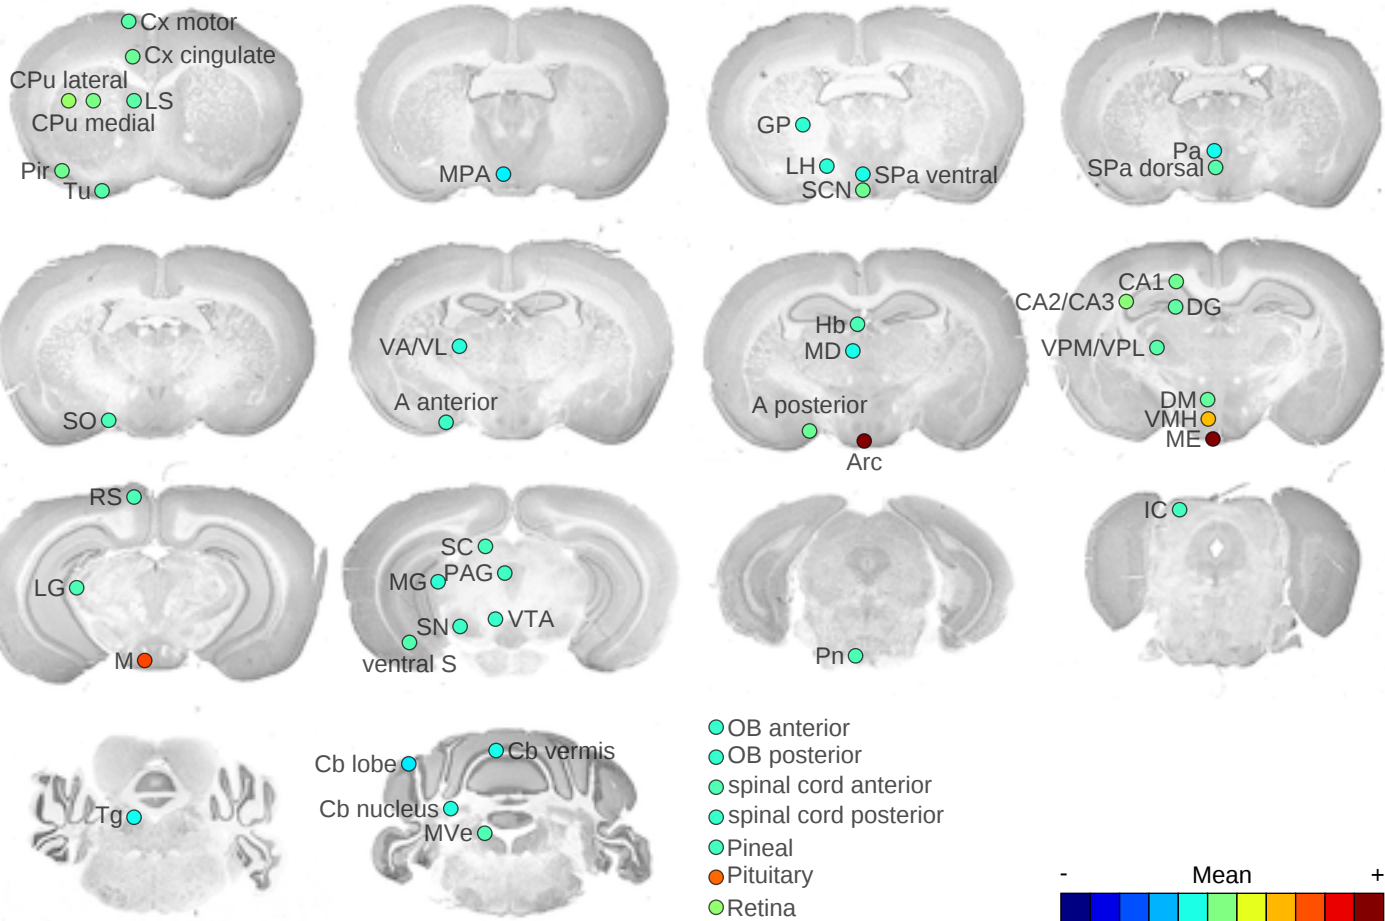 Cx motor
Cx cingulate
CPu lateral
LS
CPu medial
Pir
Tu
MPA
GP
LH
SPa ventral
SCN
Pa
SPa dorsal
SO
VA/VL
A anterior
Hb
MD
A posterior
Arc
CA1
CA2/CA3
DG
VPM/VPL
DM
VMH
ME
RS
LG
M
SC
PAG
MG
VTA
SN
ventral S
Pn
IC
Tg
Cb vermis
Cb lobe
Cb nucleus
MVe
OB anterior
OB posterior
spinal cord anterior
spinal cord posterior
Pineal
Pituitary
Retina
- Mean +